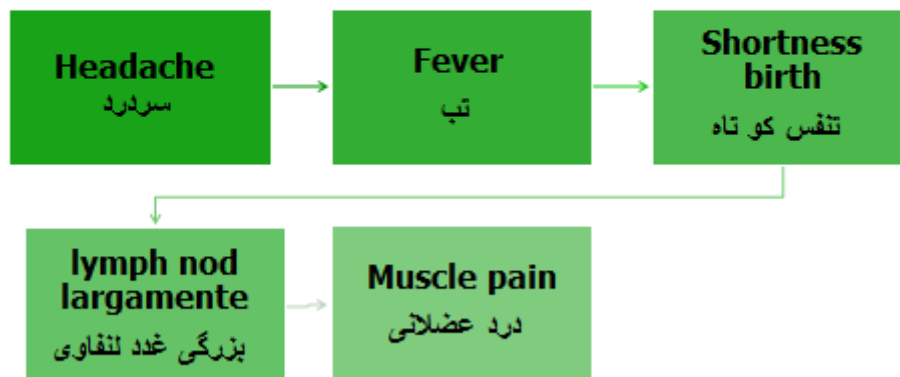 Headache
سردرد
Fever
تب
Shortness
birth
تنفس کو تاه
lymph nod
largamente
بزرگی غدد لنفاوی
Muscle pain
درد عضلانی